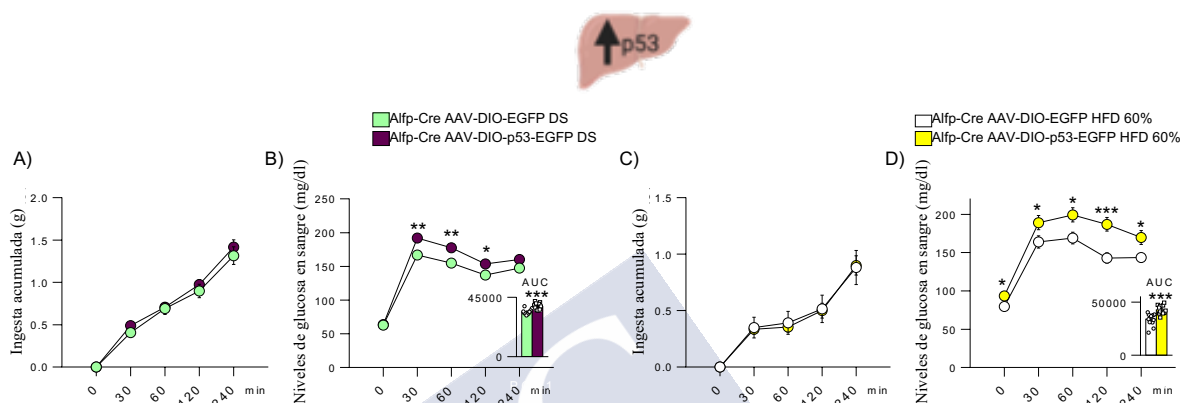 p53
Alfp-Cre AAV-DIO-EGFP DS
Alfp-Cre AAV-DIO-p53-EGFP DS
Alfp-Cre AAV-DIO-EGFP HFD 60%
Alfp-Cre AAV-DIO-p53-EGFP HFD 60%
A)
Ingesta acumulada (g)
2.0
1.5
1.0
0.5
0.0
0 30 60 120 240 min
B)
Niveles de glucosa en sangre (mg/dl)
250
200
150
100
50
0
** ** *
AUC
***
45000
0
0 30 60 120 240 min
C)
Ingesta acumulada (g)
1.5
1.0
0.5
0.0
0 30 60 120 240 min
D)
Niveles de glucosa en sangre (mg/dl)
200
150
100
50
0
* * * *** *
AUC
***
50000
0
0 30 60 120 240 min